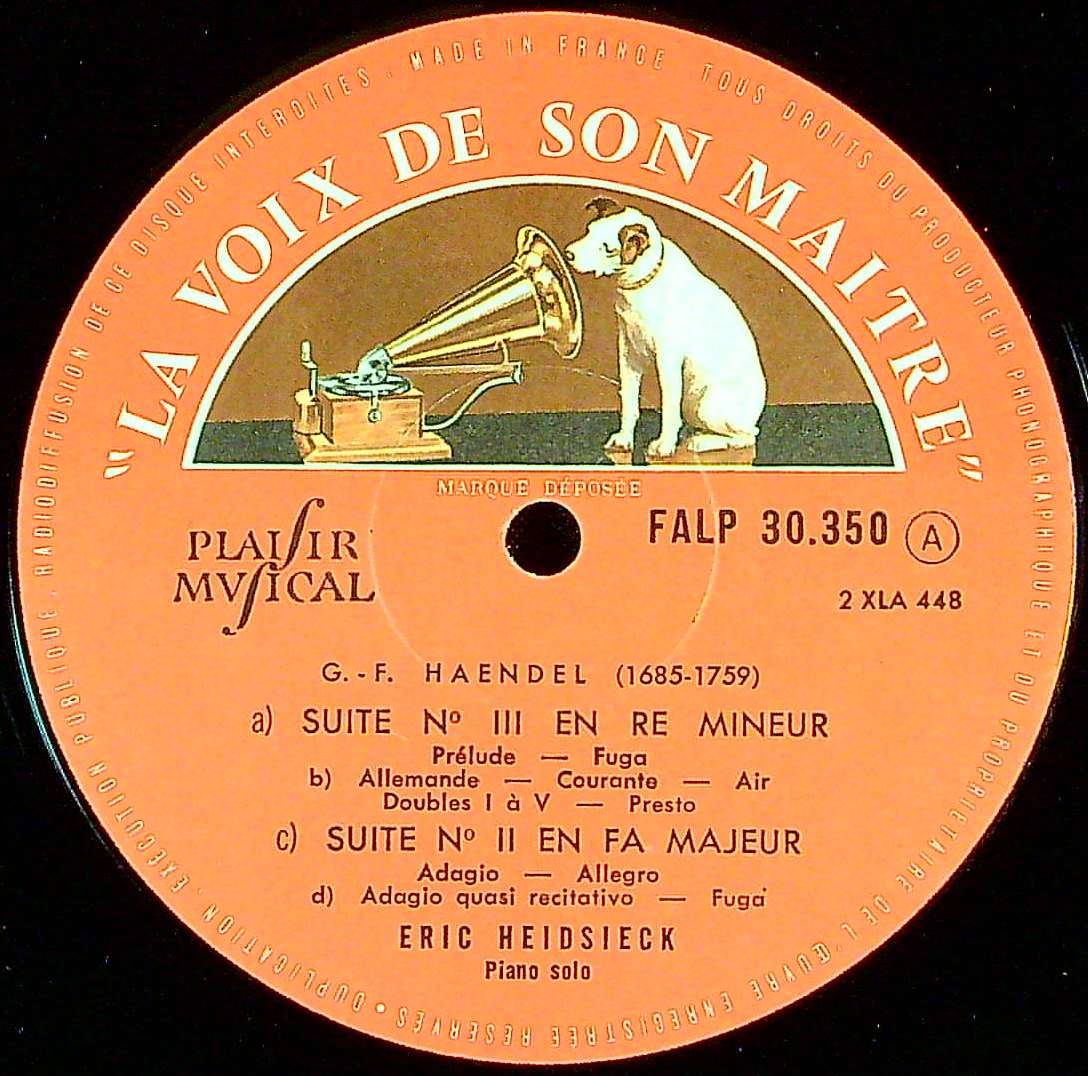 MADE IN FRANCE
TOUS DROITS DU PRODUCTEUR PHONOGRAPHIQUE ET DU PROPRIETAIRE DE L'ŒUVRE ENREGISTREE RESERVES • DUPLICATION . EXECUTION PUBLIQUE . RADIODIFFUSION DE CE DISQUE INTERDITES .
"LA VOIX DE SON MAITRE"
MARQUE DÉPOSÉE
PLAISIR
MVSICAL
FALP 30.350 A
2 XLA 448
G. - F. HAENDEL (1685-1759)
a) SUITE Nº III EN RE MINEUR
Prélude — Fuga
b) Allemande — Courante — Air
Doubles I à V — Presto
c) SUITE Nº II EN FA MAJEUR
Adagio — Allegro
d) Adagio quasi recitativo — Fuga
ERIC HEIDSIECK
Piano solo